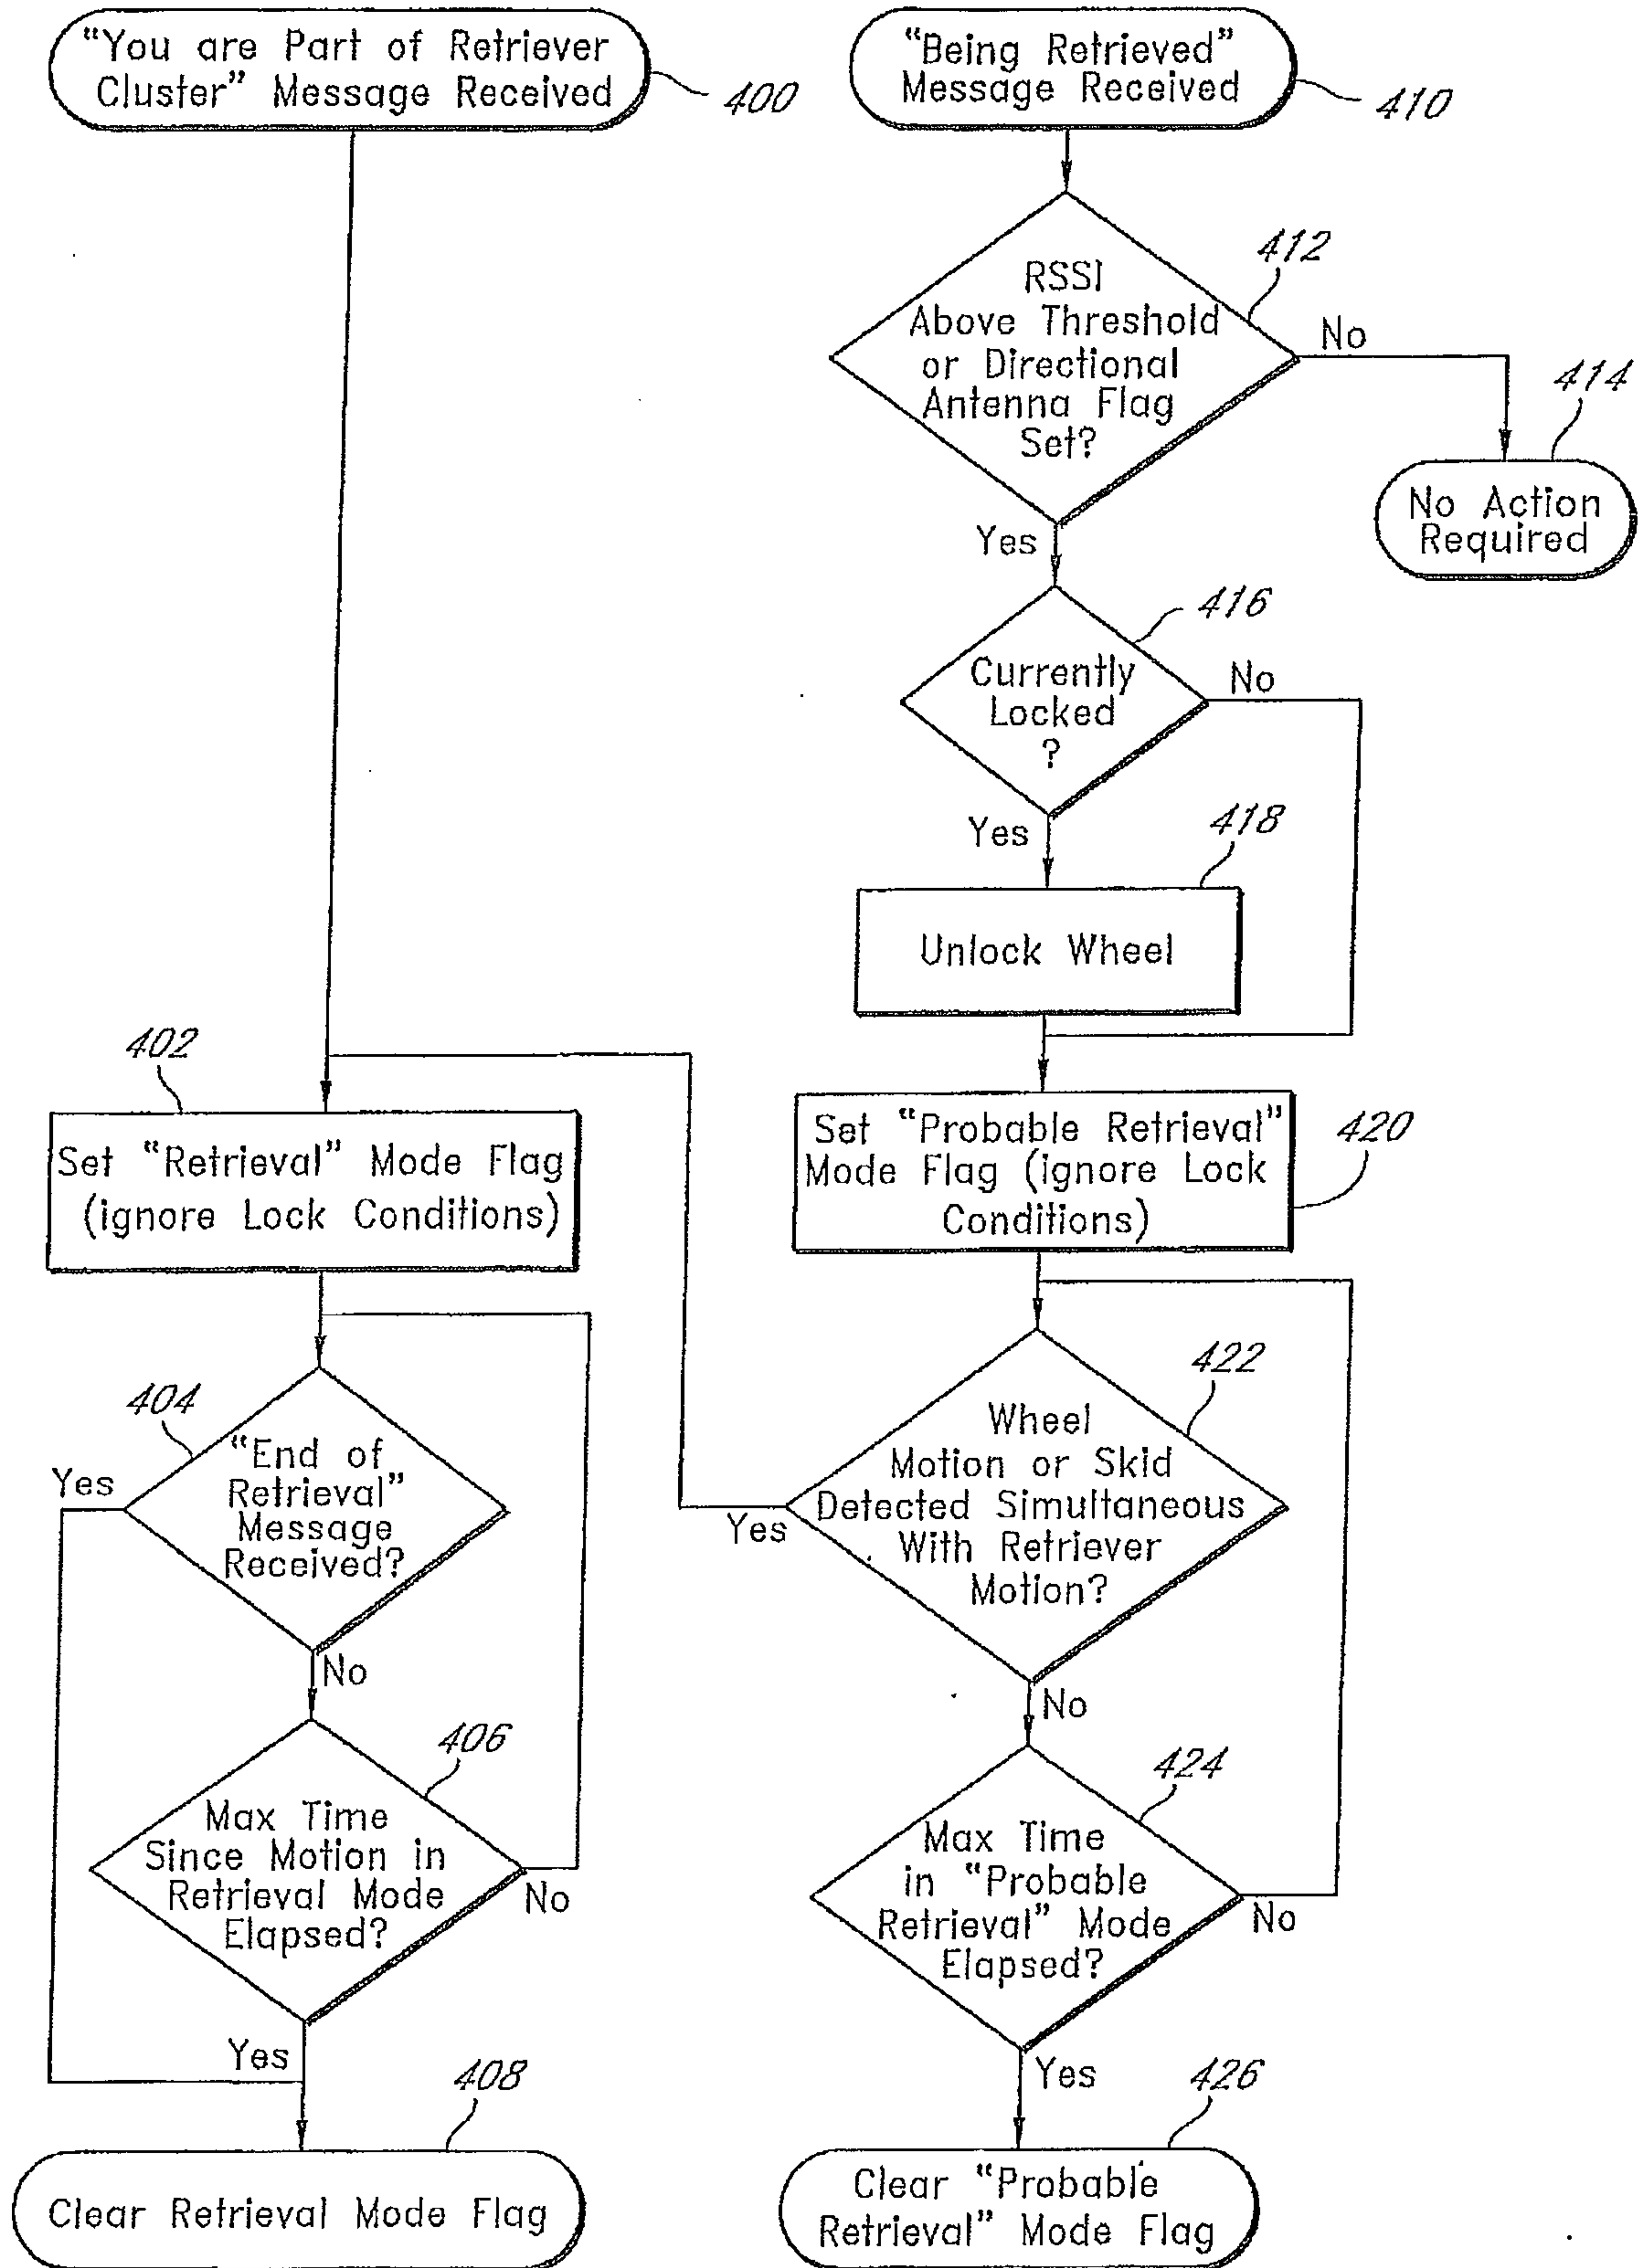 “You are Part of Retriever
Cluster” Message Received
400
“Being Retrieved”
Message Received
410
RSSI
Above Threshold
or Directional
Antenna Flag
Set?
412
No
414
No Action
Required
Yes
416
Currently
Locked
?
No
Yes
418
Unlock Wheel
402
Set “Retrieval” Mode Flag
(ignore Lock Conditions)
Set “Probable Retrieval”
Mode Flag (ignore Lock
Conditions)
420
404
“End of
Retrieval”
Message
Received?
Yes
No
422
Wheel
Motion or Skid
Detected Simultaneous
With Retriever
Motion?
Yes
No
406
Max Time
Since Motion in
Retrieval Mode
Elapsed?
No
Yes
424
Max Time
in “Probable
Retrieval” Mode
Elapsed?
No
Yes
408
Clear Retrieval Mode Flag
426
Clear “Probable
Retrieval” Mode Flag